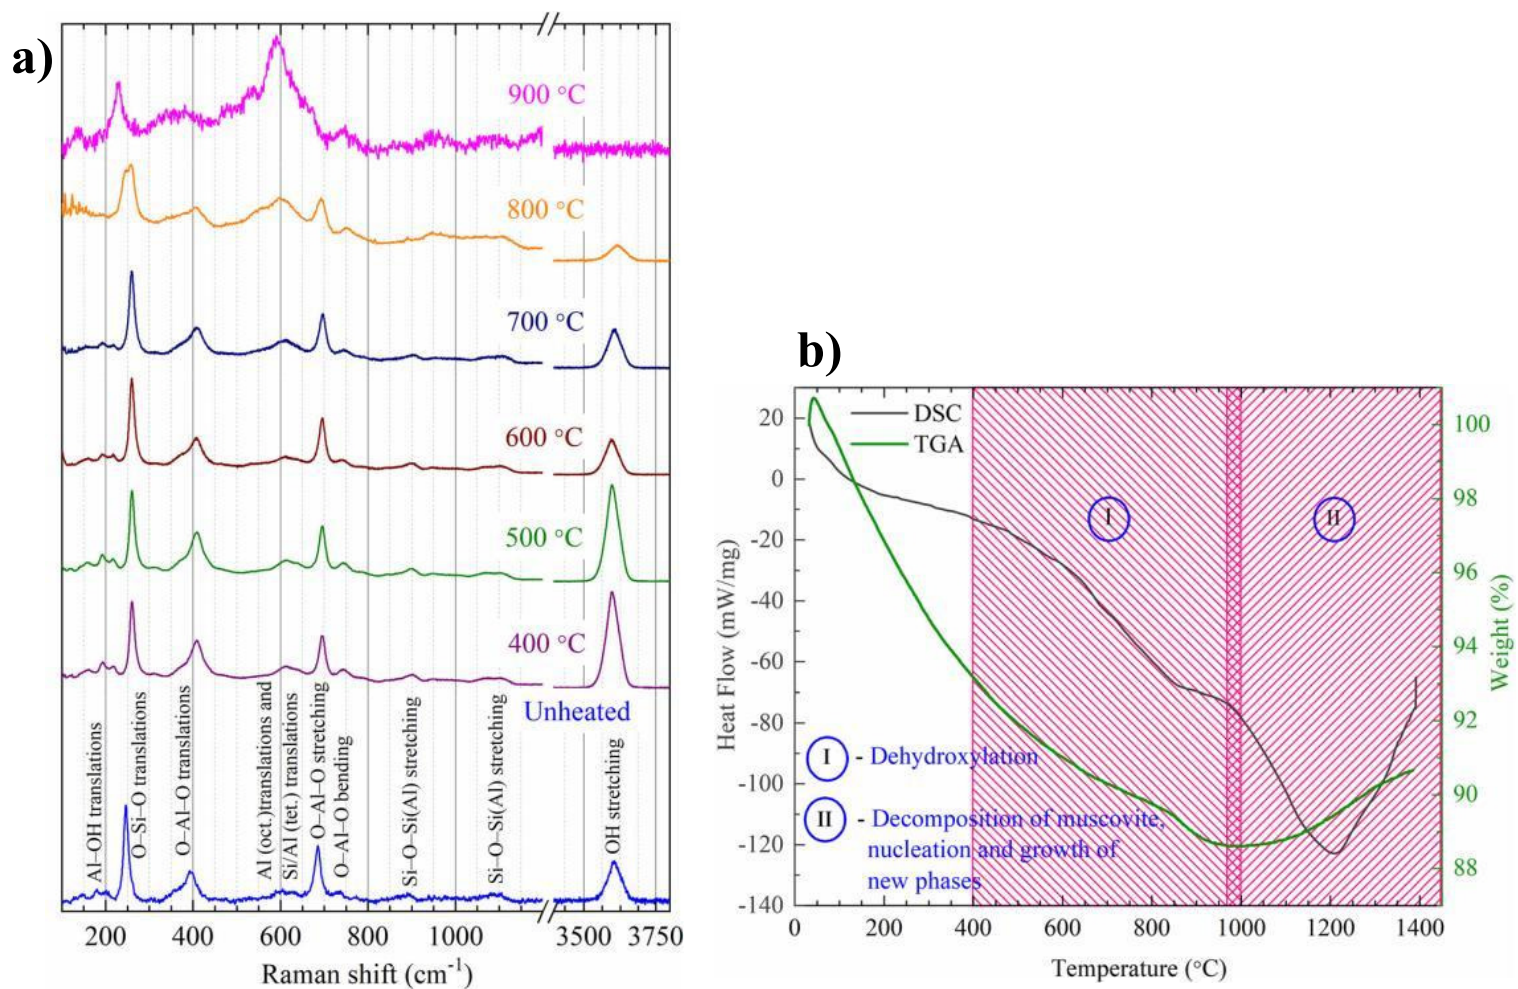 a)
900 °C
800 °C
700 °C
600 °C
500 °C
400 °C
Unheated
Al–OH translations
O–Si–O translations
O–Al–O translations
Al (oct.)translations and
Si/Al (tet.) translations
O–Al–O stretching
O–Al–O bending
Si–O–Si(Al) stretching
Si–O–Si(Al) stretching
OH stretching
200 400 600 800 1000 3500 3750
Raman shift (cm-1)
b)
DSC
TGA
I
II
I - Dehydroxylation
II - Decomposition of muscovite,
nucleation and growth of
new phases
20
0
-20
-40
-60
-80
-100
-120
-140
Heat Flow (mW/mg)
100
98
96
94
92
90
88
Weight (%)
0 200 400 600 800 1000 1200 1400
Temperature (°C)